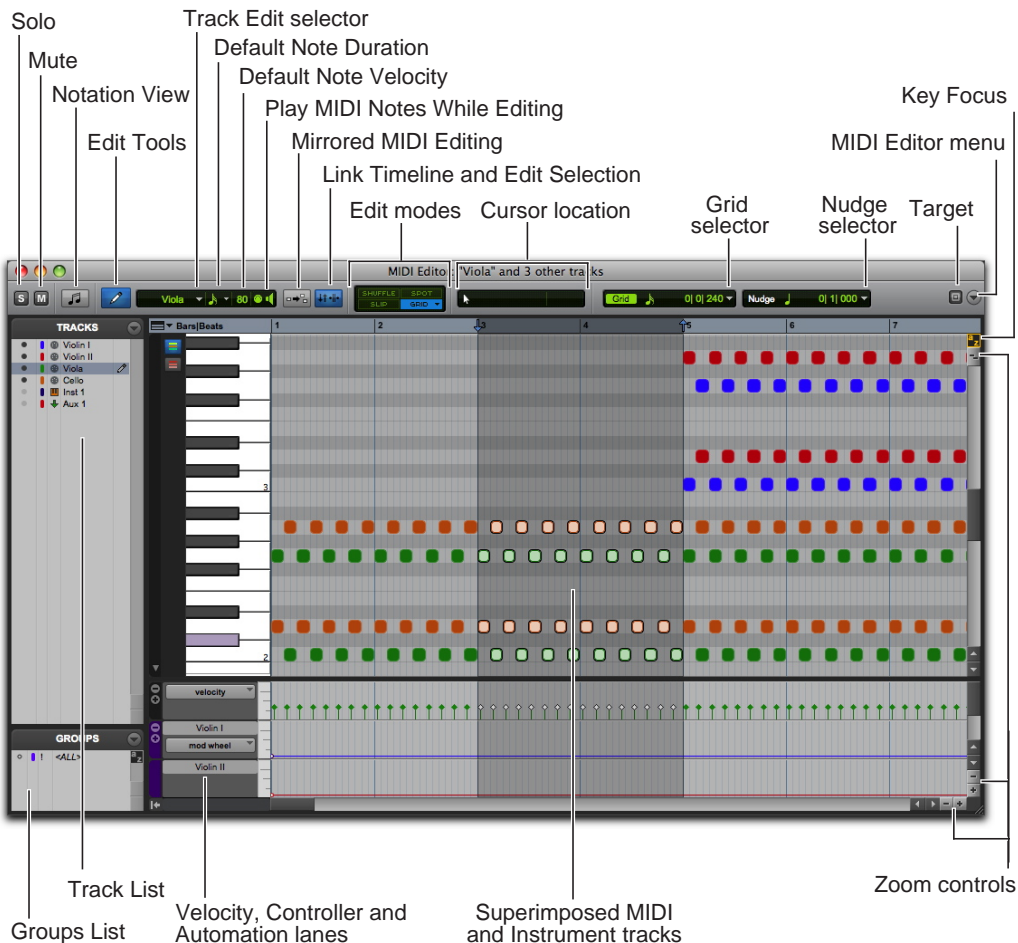 Solo
Track Edit selector
Default Note Duration
Mute
Default Note Velocity
Notation View
Play MIDI Notes While Editing
Key Focus
Edit Tools
Mirrored MIDI Editing
MIDI Editor menu
Link Timeline and Edit Selection
Edit modes
Cursor location
Grid
selector
Nudge
selector
Target
MIDI Editor: "Viola" and 3 other tracks
S M
Viola
80
SHUFFLE SPOT
SLIP GRID
Grid 0| 0| 240
Nudge 0| 1| 000
TRACKS
Bars|Beats 1 2 3 4 5 6 7
a z
Violin I
Violin II
Viola
Cello
Inst 1
Aux 1
3
2
velocity
Violin I
mod wheel
Violin II
GROUPS
! <ALL>
a z
Track List
Zoom controls
Groups List
Velocity, Controller and
Automation lanes
Superimposed MIDI
and Instrument tracks